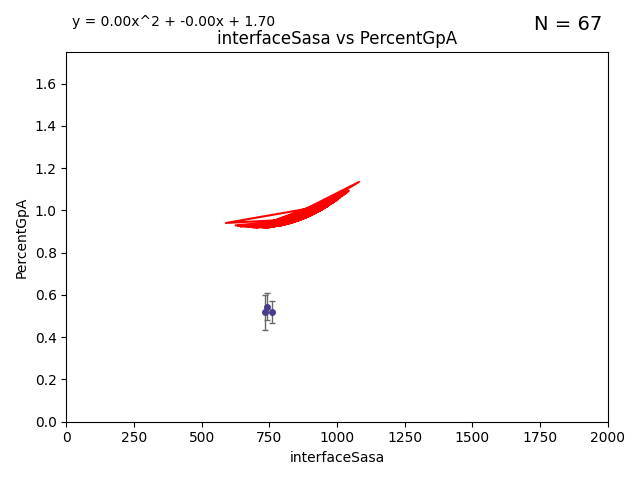 y = 0.00x^2 + -0.00x + 1.70
N = 67
interfaceSasa vs PercentGpA
PercentGpA
1.6
1.4
1.2
1.0
0.8
0.6
0.4
0.2
0.0
0 250 500 750 1000 1250 1500 1750 2000
interfaceSasa